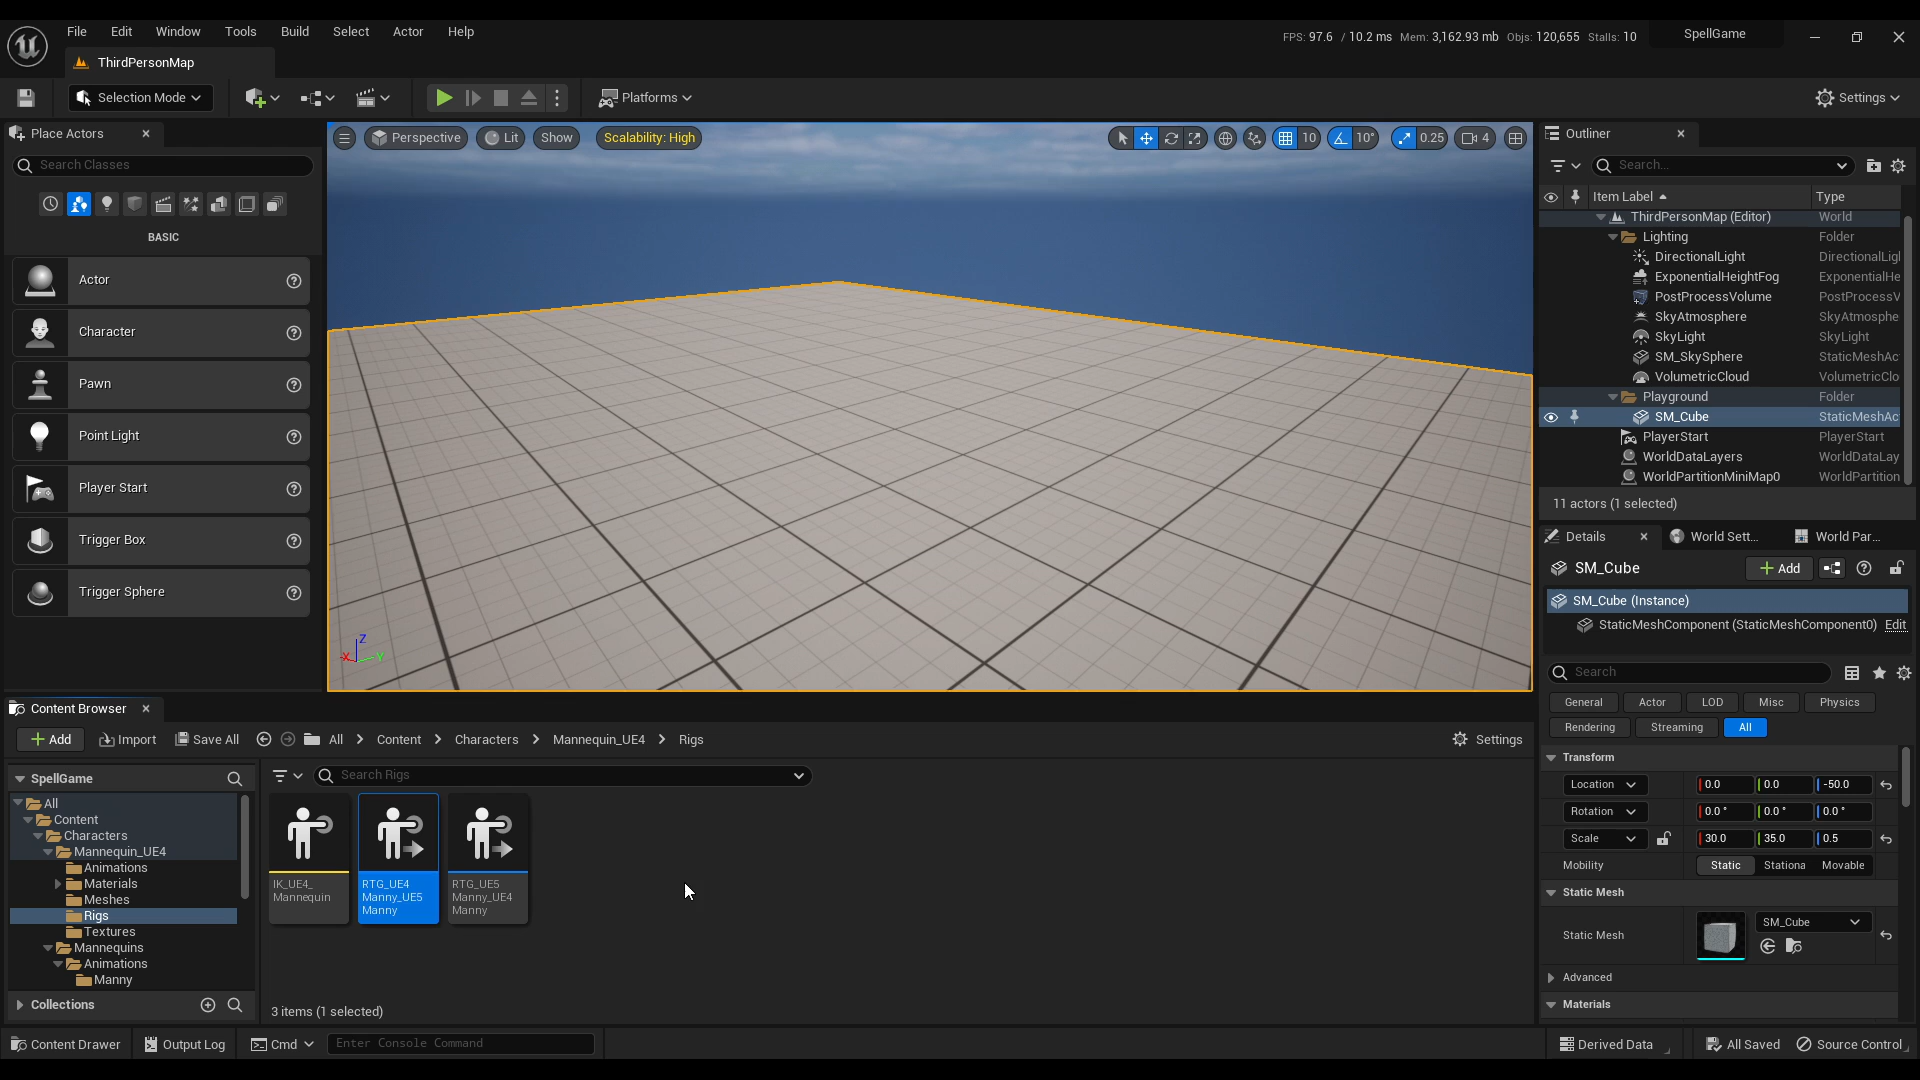 File Edit Window Tools Build Select Actor Help
FPS: 97.6 / 10.2 ms Mem: 3,162.93 mb Objs: 120,655 Stalls: 10
SpellGame
ThirdPersonMap
Selection Mode
Platforms
Settings
Place Actors
Search Classes
BASIC
Actor
Character
Pawn
Point Light
Player Start
Trigger Box
Trigger Sphere
Perspective Lit Show Scalability: High
10 10° 0.25 4
Z
X Y
Outliner
Search...
Item Label Type
ThirdPersonMap (Editor) World
Lighting Folder
DirectionalLight DirectionalLigl
ExponentialHeightFog ExponentialHe
PostProcessVolume PostProcessV
SkyAtmosphere SkyAtmosphe
SkyLight SkyLight
SM_SkySphere StaticMeshAc
VolumetricCloud VolumetricClo
Playground Folder
SM_Cube StaticMeshAc
PlayerStart PlayerStart
WorldDataLayers WorldDataLay
WorldPartitionMiniMap0 WorldPartition
11 actors (1 selected)
Details World Sett... World Par...
SM_Cube Add
SM_Cube (Instance)
StaticMeshComponent (StaticMeshComponent0) Edit
Search
General Actor LOD Misc Physics
Rendering Streaming All
Transform
Location 0.0 0.0 -50.0
Rotation 0.0 ° 0.0 ° 0.0 °
Scale 30.0 35.0 0.5
Mobility Static Stationa Movable
Static Mesh
Static Mesh SM_Cube
Advanced
Materials
Content Browser
Add Import Save All All Content Characters Mannequin_UE4 Rigs Settings
SpellGame
All
Content
Characters
Mannequin_UE4
Animations
Materials
Meshes
Rigs
Textures
Mannequins
Animations
Manny
Collections
Search Rigs
IK_UE4_
Mannequin
RTG_UE4
Manny_UE5
Manny
RTG_UE5
Manny_UE4
Manny
3 items (1 selected)
Content Drawer Output Log Cmd Enter Console Command Derived Data All Saved Source Control